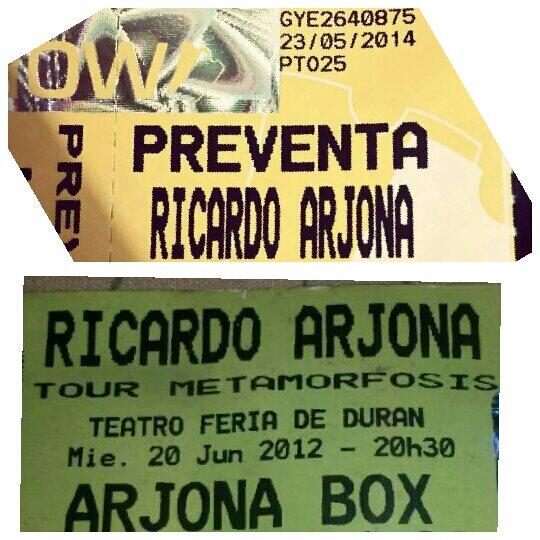 OW!
GYE2640875
23/05/2014
PT025
PREVENTA
RICARDO ARJONA
RICARDO ARJONA
TOUR METAMORFOSIS
TEATRO FERIA DE DURAN
Mie. 20 Jun 2012 - 20h30
ARJONA BOX